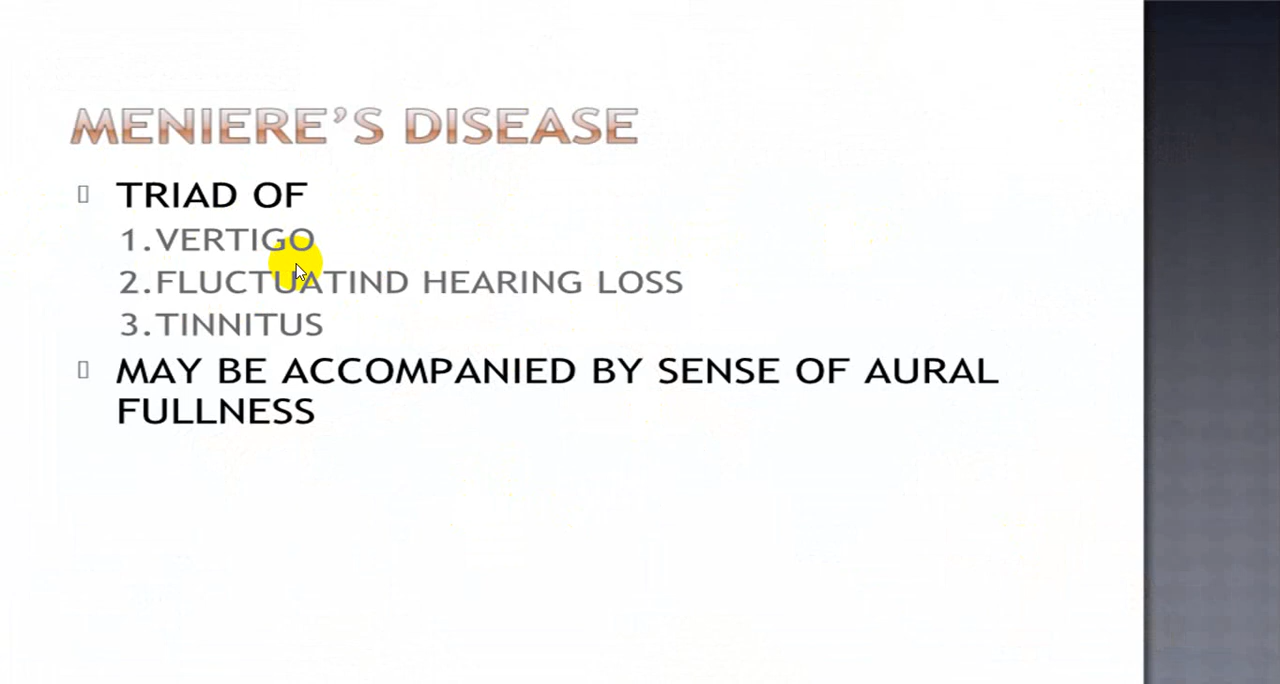 MENIERE'S DISEASE
TRIAD OF
1.VERTIGO
2.FLUCTUATIND HEARING LOSS
3.TINNITUS
MAY BE ACCOMPANIED BY SENSE OF AURAL
FULLNESS